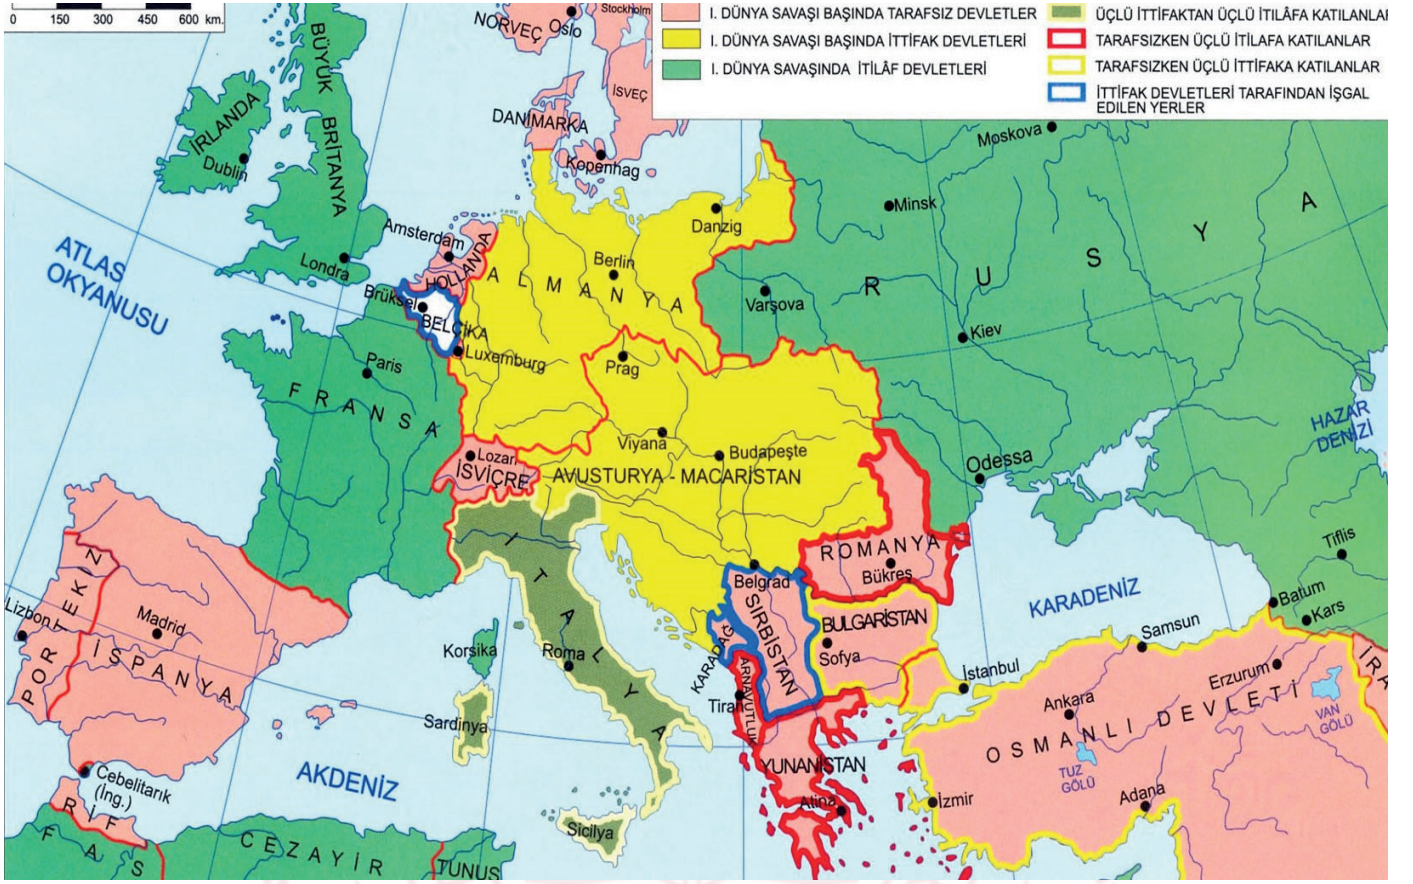 0 150 300 450 600 km.
I. DÜNYA SAVAŞI BAŞINDA TARAFSIZ DEVLETLER
I. DÜNYA SAVAŞI BAŞINDA İTTİFAK DEVLETLERİ
I. DÜNYA SAVAŞINDA İTİLÂF DEVLETLERİ
ÜÇLÜ İTTİFAKTAN ÜÇLÜ İTILÂFA KATILANLAR
TARAFSIZKEN ÜÇLÜ İTİLAFA KATILANLAR
TARAFSIZKEN ÜÇLÜ İTTİFAKA KATILANLAR
İTTİFAK DEVLETLERİ TARAFINDAN İŞGAL
EDİLEN YERLER
NORVEÇ
Oslo
Stockholm
İSVEÇ
DANİMARKA
Kopenhag
BÜYÜK BRİTANYA
İRLANDA
Dublin
Londra
ATLAS
OKYANUSU
Amsterdam
HOLLANDA
Brüksel
BELÇİKA
Luxemburg
ALMANYA
Berlin
Danzig
Moskova
Minsk
RUSYA
Varşova
Kiev
Odessa
Prag
Paris
FRANSA
Lozan
İSVİÇRE
Viyana
Budapeşte
AVUSTURYA - MACARİSTAN
HAZAR
DENİZİ
Tiflis
Batum
Kars
KARADENİZ
ROMANYA
Bükreş
Belgrad
SIRBİSTAN
KARADAĞ
BULGARİSTAN
Sofya
ARNAVUTLUK
Tiran
YUNANİSTAN
Atina
İTALYA
Roma
Korsika
Sardinya
Sicilya
PORTEKİZ
Lizbon
Madrid
İSPANYA
Cebelitarık
(İng.)
RİF
FAS
CEZAYİR
TUNUS
AKDENİZ
İstanbul
Samsun
Ankara
Erzurum
OSMANLI DEVLETİ
VAN
GÖLÜ
TUZ
GÖLÜ
İzmir
Adana
İRA